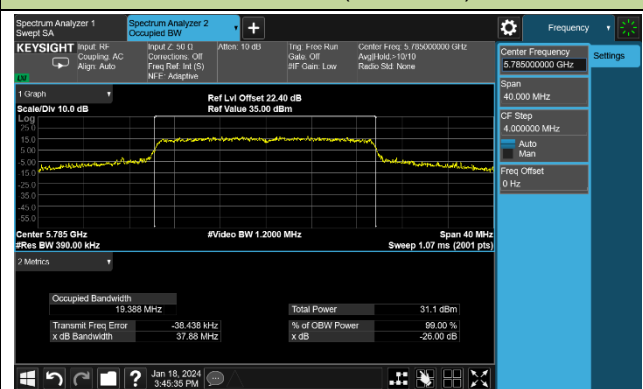 Spectrum Analyzer 1
Swept SA
Spectrum Analyzer 2
Occupied BW
Frequency
KEYSIGHT
Input: RF
Coupling: AC
Align: Auto
Input Z: 50 Ω
Corrections: Off
Freq Ref: Int (S)
NFE: Adaptive
Atten: 10 dB
Trig: Free Run
Gate: Off
#IF Gain: Low
Center Freq: 5.785000000 GHz
Avg|Hold:>10/10
Radio Std: None
LW
Center Frequency
5.785000000 GHz
Settings
Span
40.000 MHz
CF Step
4.000000 MHz
Auto
Man
Freq Offset
0 Hz
1 Graph
Scale/Div 10.0 dB
Ref Lvl Offset 22.40 dB
Ref Value 35.00 dBm
Log
25.0
15.0
5.00
-5.00
-15.0
-25.0
-35.0
-45.0
-55.0
Center 5.785 GHz
#Res BW 390.00 kHz
#Video BW 1.2000 MHz
Span 40 MHz
Sweep 1.07 ms (2001 pts)
2 Metrics
Occupied Bandwidth
19.388 MHz
Total Power
31.1 dBm
Transmit Freq Error
-38.438 kHz
% of OBW Power
99.00 %
x dB Bandwidth
37.88 MHz
x dB
-26.00 dB
Jan 18, 2024
3:45:35 PM